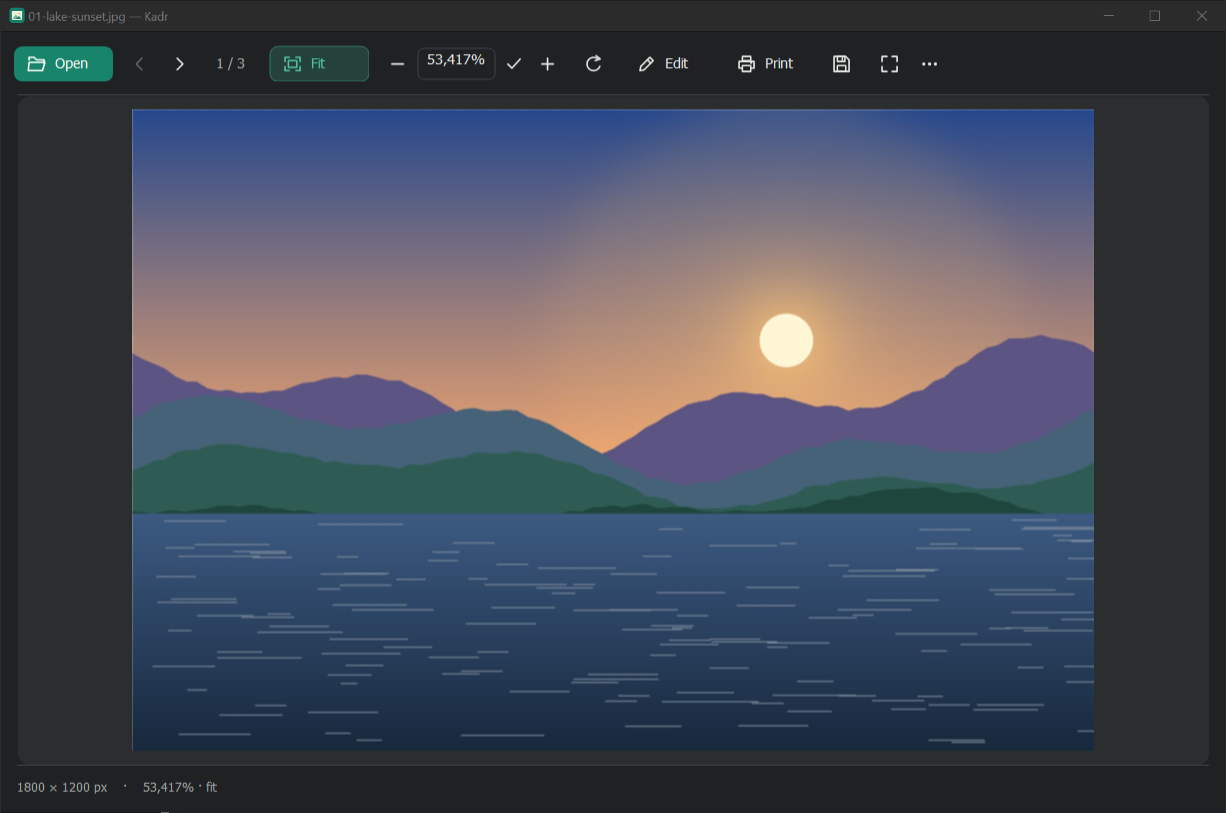 01-lake-sunset.jpg — Kadr
Open 1 / 3 Fit 53,417% Edit Print
1800 × 1200 px · 53,417% · fit